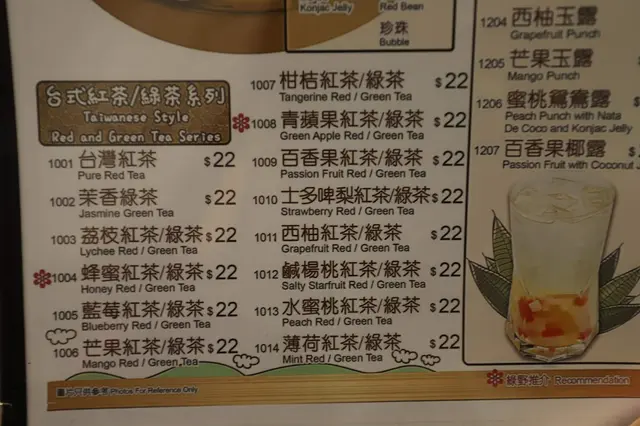 Konjac Jelly
Red Bean
珍珠
Bubble
台式紅茶/綠茶系列
Taiwanese Style
Red and Green Tea Series
1001 台灣紅茶 $22
Pure Red Tea
1002 茉香綠茶 $22
Jasmine Green Tea
1003 荔枝紅茶/綠茶 $22
Lychee Red / Green Tea
1004 蜂蜜紅茶/綠茶 $22
Honey Red / Green Tea
1005 藍莓紅茶/綠茶 $22
Blueberry Red / Green Tea
1006 芒果紅茶/綠茶 $22
Mango Red / Green Tea
1007 柑桔紅茶/綠茶 $22
Tangerine Red / Green Tea
1008 青蘋果紅茶/綠茶 $22
Green Apple Red / Green Tea
1009 百香果紅茶/綠茶 $22
Passion Fruit Red / Green Tea
1010 士多啤梨紅茶/綠茶 $22
Strawberry Red / Green Tea
1011 西柚紅茶/綠茶 $22
Grapefruit Red / Green Tea
1012 鹹楊桃紅茶/綠茶 $22
Salty Starfruit Red / Green Tea
1013 水蜜桃紅茶/綠茶 $22
Peach Red / Green Tea
1014 薄荷紅茶/綠茶 $22
Mint Red / Green Tea
1204 西柚玉露
Grapefruit Punch
1205 芒果玉露
Mango Punch
1206 蜜桃鴛鴦露
Peach Punch with Nata
De Coco and Konjac Jelly
1207 百香果椰露
Passion Fruit with Coconut
圖片只供參考 Photos For Reference Only
綠野推介 Recommendation